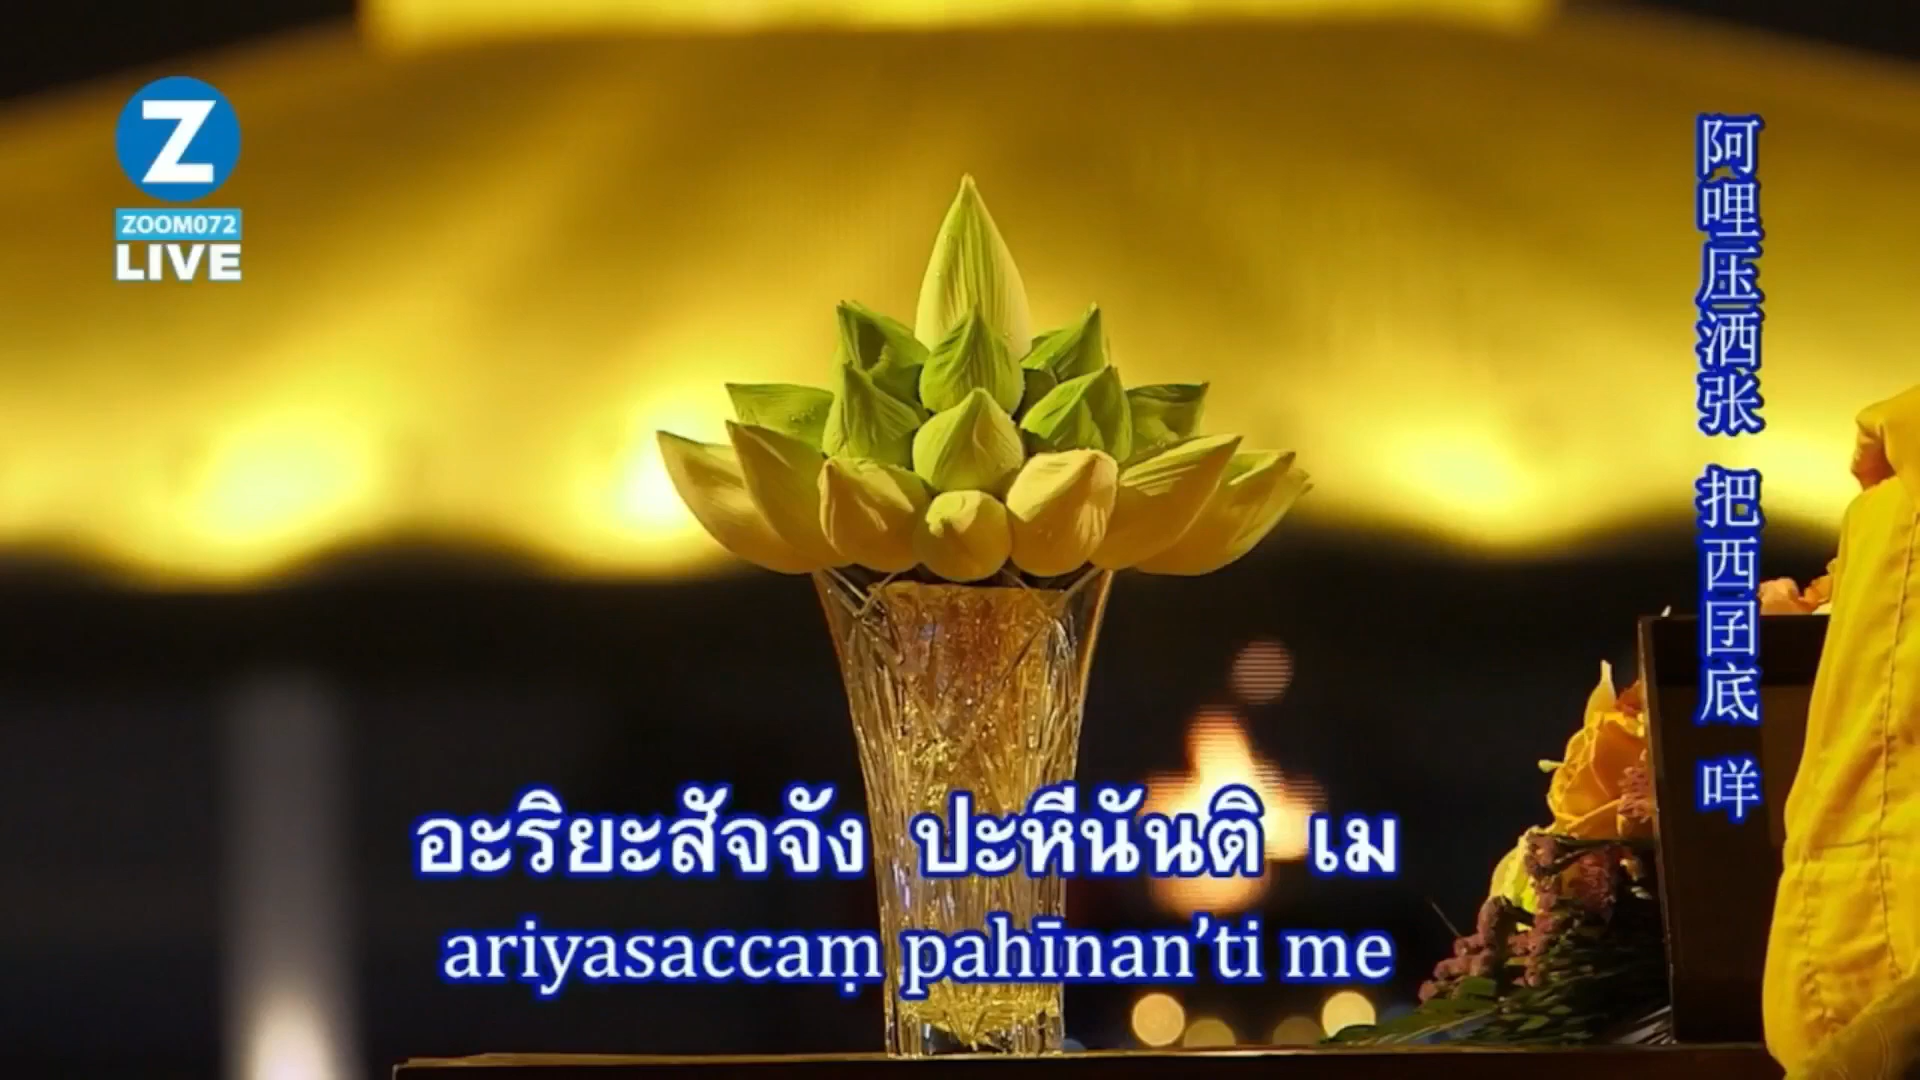 Z
ZOOM072
LIVE
阿哩压洒张 把西囝底 咩
อะริยะสัจจัง ปะหีนันติ เม
ariyasaccaṃ pahīnan’ti me